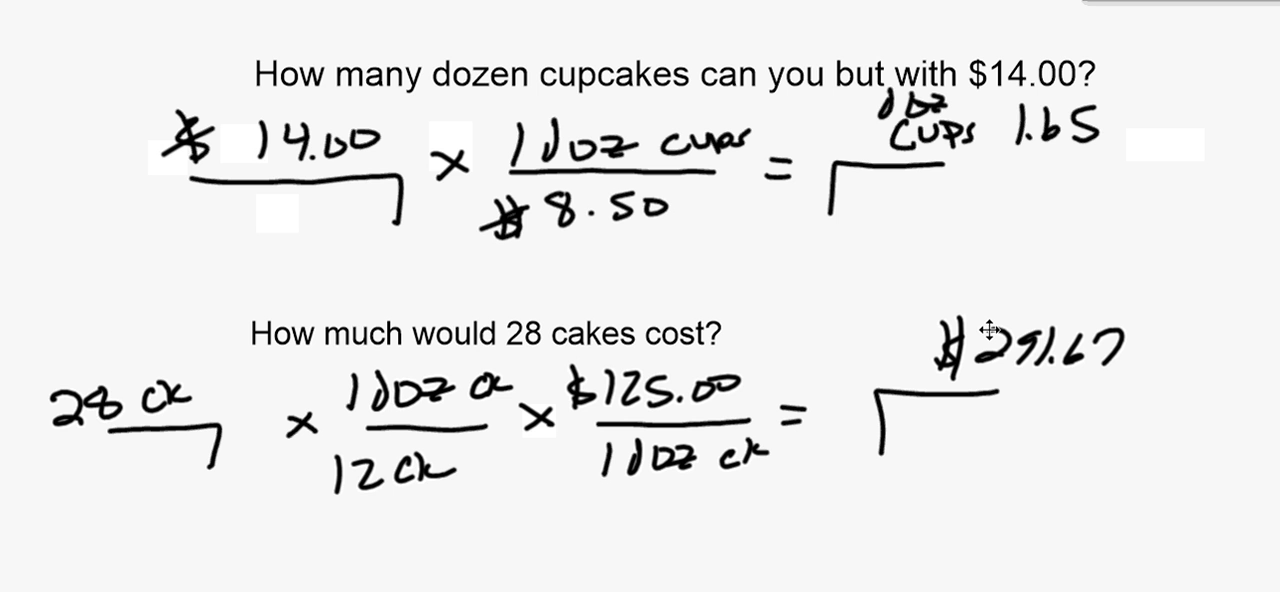 How many dozen cupcakes can you but with $14.00?
$ 14.00 × 1 doz cups = doz cups 1.65
$ 8.50
How much would 28 cakes cost?
28 ck × 1 doz ck × $125.00 = $291.67
12 ck 1 doz ck